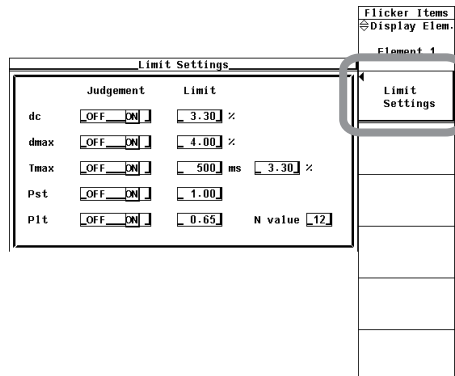 Flicker Items
Display Elem.
Element 1
Limit Settings
Limit
Settings
Judgement Limit
dc OFF ON 3.30 %
dmax OFF ON 4.00 %
Tmax OFF ON 500 ms 3.30 %
Pst OFF ON 1.00
Plt OFF ON 0.65 N value 12